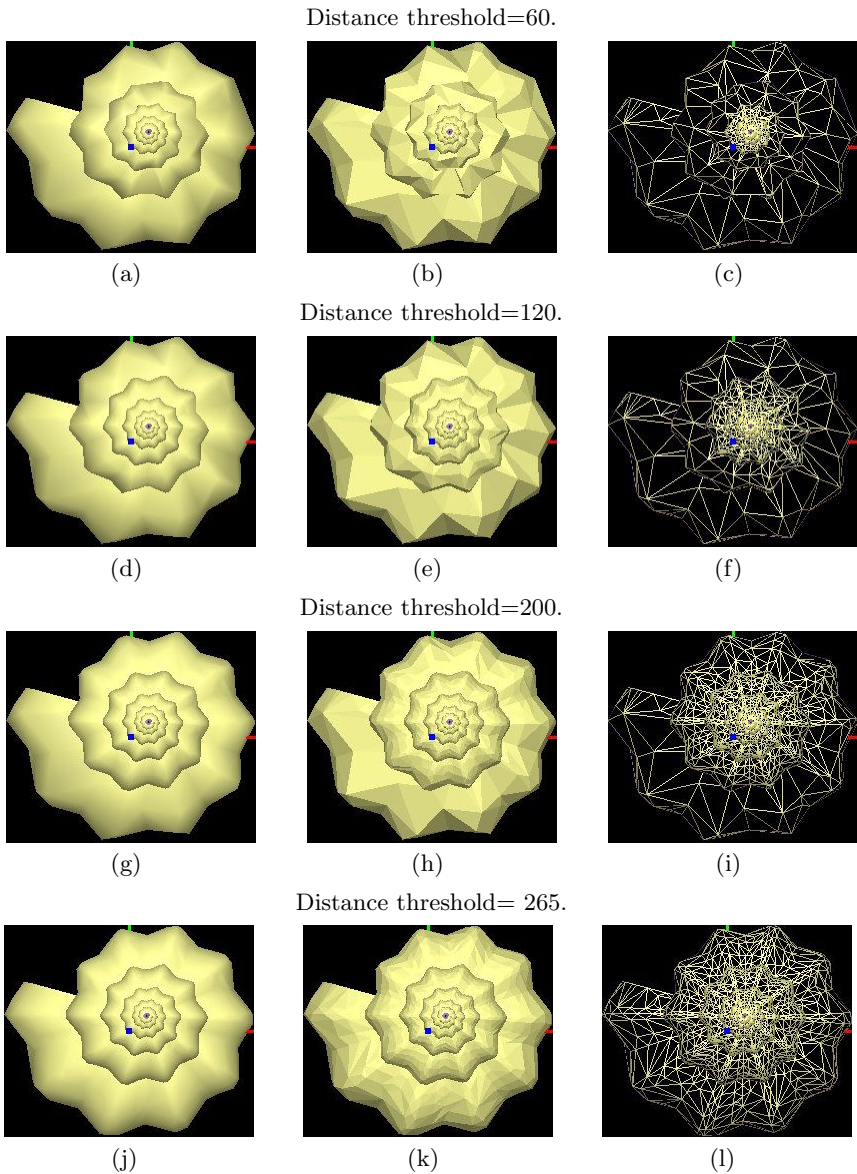 Distance threshold=60.
(a) (b) (c)
Distance threshold=120.
(d) (e) (f)
Distance threshold=200.
(g) (h) (i)
Distance threshold= 265.
(j) (k) (l)